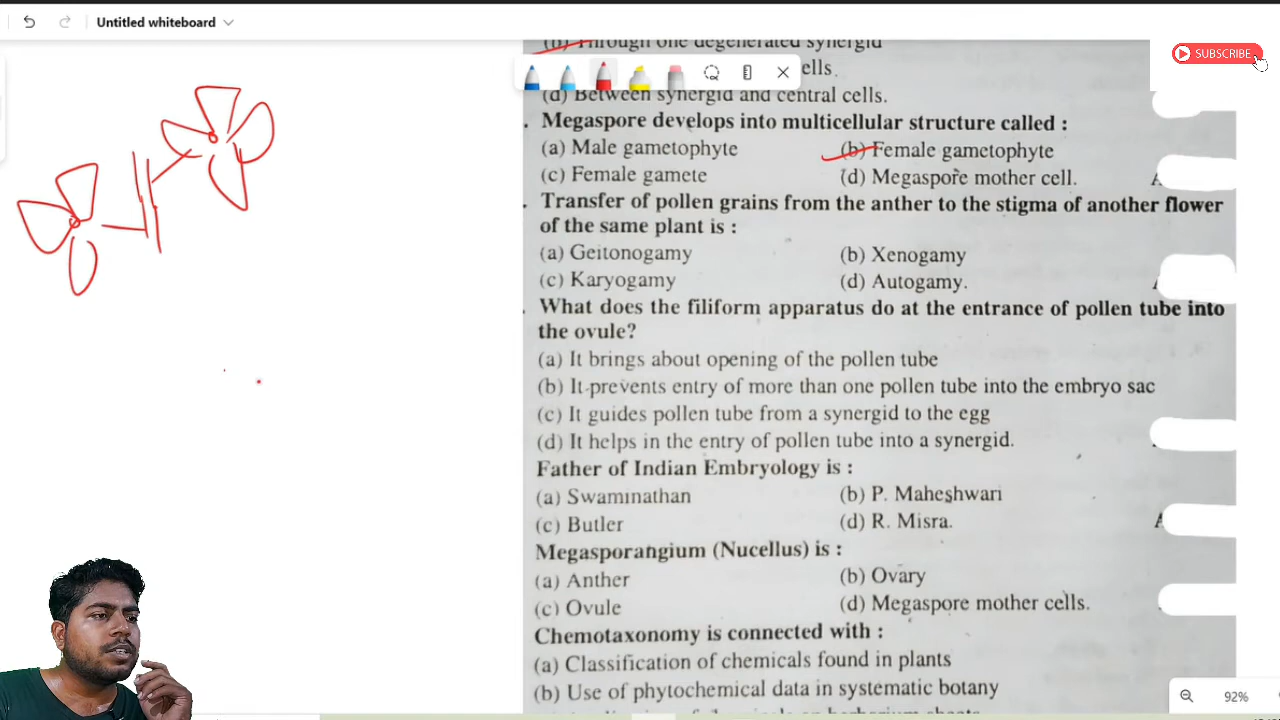 Untitled whiteboard
SUBSCRIBE
(b) Through one degenerated synergid
ells.
(d) Between synergid and central cells.
. Megaspore develops into multicellular structure called :
(a) Male gametophyte (b) Female gametophyte
(c) Female gamete (d) Megaspore mother cell.
. Transfer of pollen grains from the anther to the stigma of another flower
of the same plant is :
(a) Geitonogamy (b) Xenogamy
(c) Karyogamy (d) Autogamy.
. What does the filiform apparatus do at the entrance of pollen tube into
the ovule?
(a) It brings about opening of the pollen tube
(b) It prevents entry of more than one pollen tube into the embryo sac
(c) It guides pollen tube from a synergid to the egg
(d) It helps in the entry of pollen tube into a synergid.
Father of Indian Embryology is :
(a) Swaminathan (b) P. Maheshwari
(c) Butler (d) R. Misra.
Megasporangium (Nucellus) is :
(a) Anther (b) Ovary
(c) Ovule (d) Megaspore mother cells.
Chemotaxonomy is connected with :
(a) Classification of chemicals found in plants
(b) Use of phytochemical data in systematic botany
92%